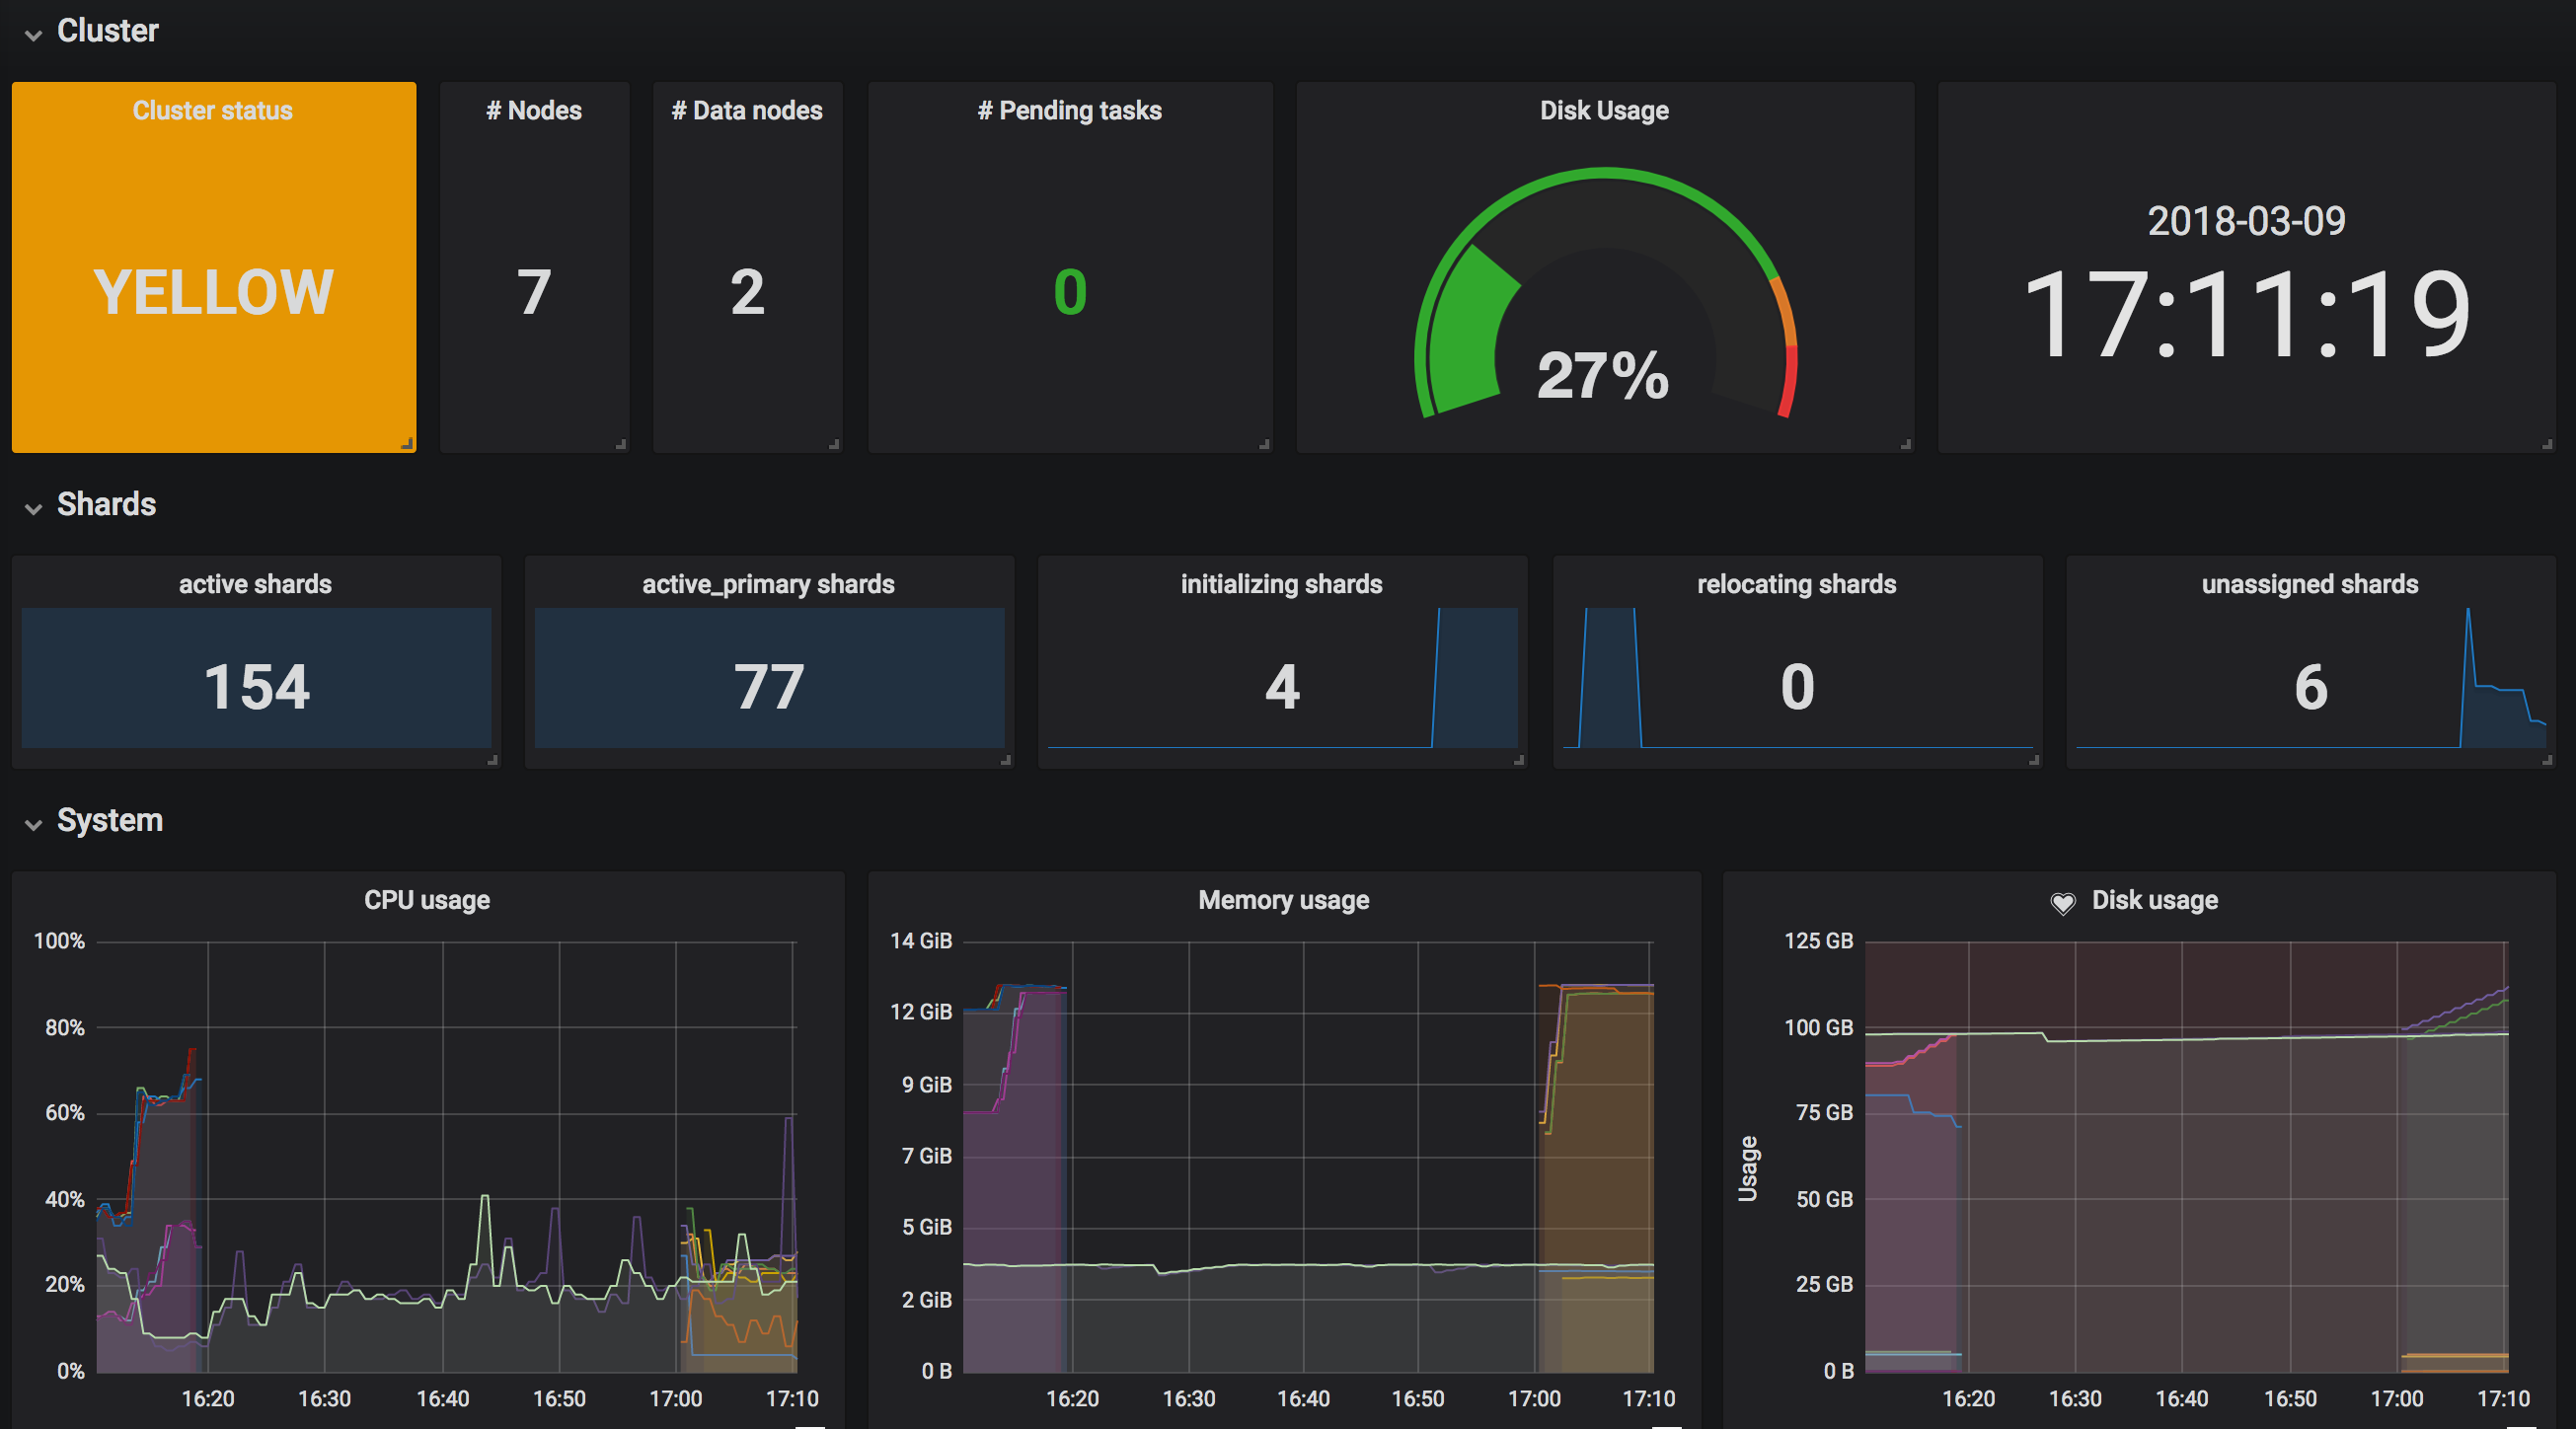 Cluster
Cluster status
YELLOW
# Nodes
7
# Data nodes
2
# Pending tasks
0
Disk Usage
27%
2018-03-09
17:11:19
Shards
active shards
154
active_primary shards
77
initializing shards
4
relocating shards
0
unassigned shards
6
System
CPU usage
100%
80%
60%
40%
20%
0%
16:20 16:30 16:40 16:50 17:00 17:10
Memory usage
14 GiB
12 GiB
9 GiB
7 GiB
5 GiB
2 GiB
0 B
16:20 16:30 16:40 16:50 17:00 17:10
Disk usage
Usage
125 GB
100 GB
75 GB
50 GB
25 GB
0 B
16:20 16:30 16:40 16:50 17:00 17:10